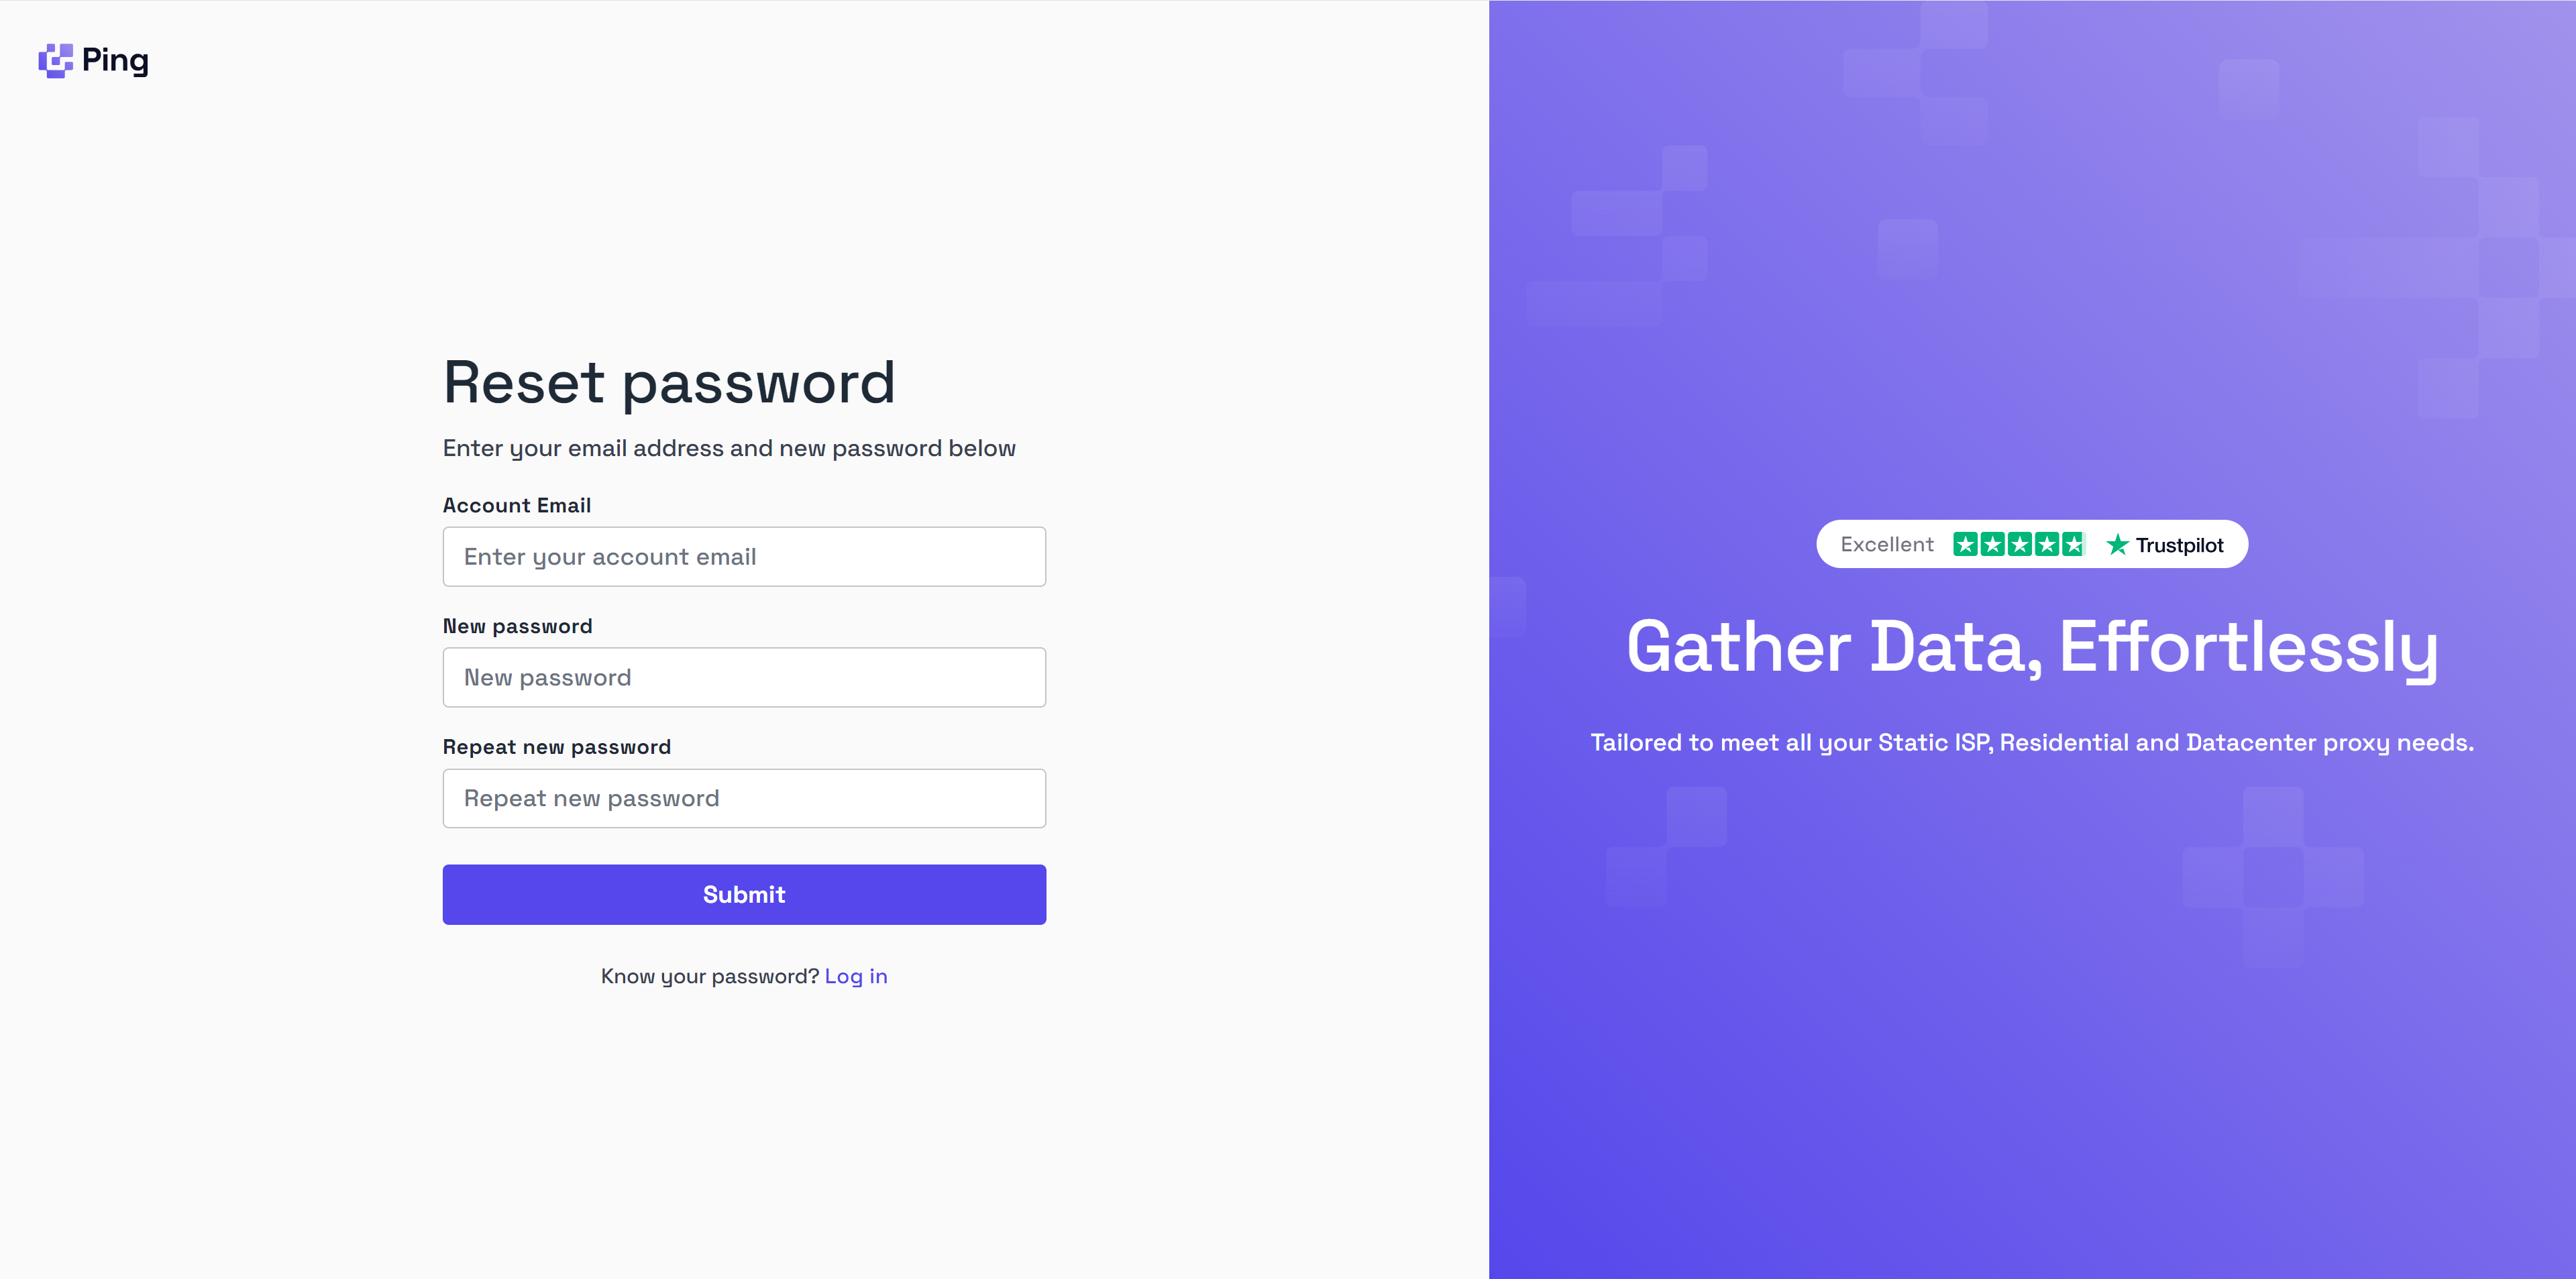 Ping
Reset password
Enter your email address and new password below
Account Email
Enter your account email
New password
New password
Repeat new password
Repeat new password
Submit
Know your password? Log in
Excellent Trustpilot
Gather Data, Effortlessly
Tailored to meet all your Static ISP, Residential and Datacenter proxy needs.